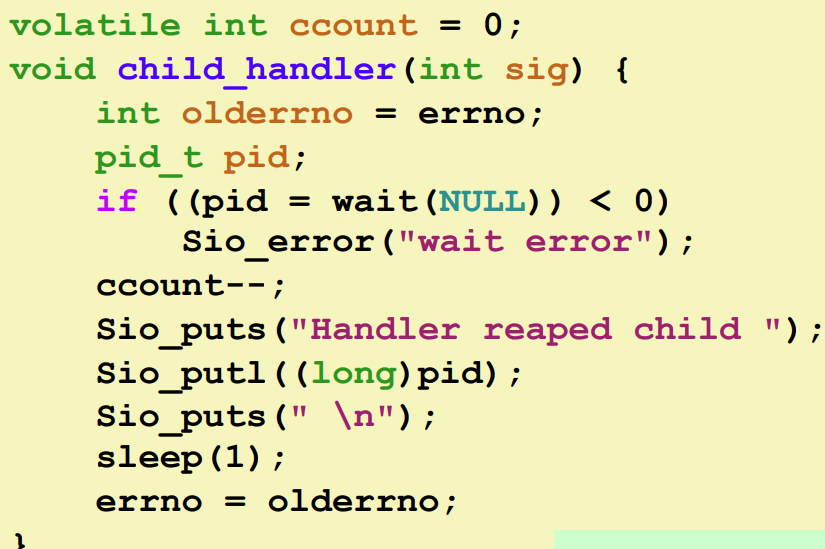 volatile int ccount = 0;
void child_handler(int sig) {
    int olderrno = errno;
    pid_t pid;
    if ((pid = wait(NULL)) < 0)
        Sio_error("wait error");
    ccount--;
    Sio_puts("Handler reaped child ");
    Sio_putl((long)pid);
    Sio_puts(" \n");
    sleep(1);
    errno = olderrno;
}